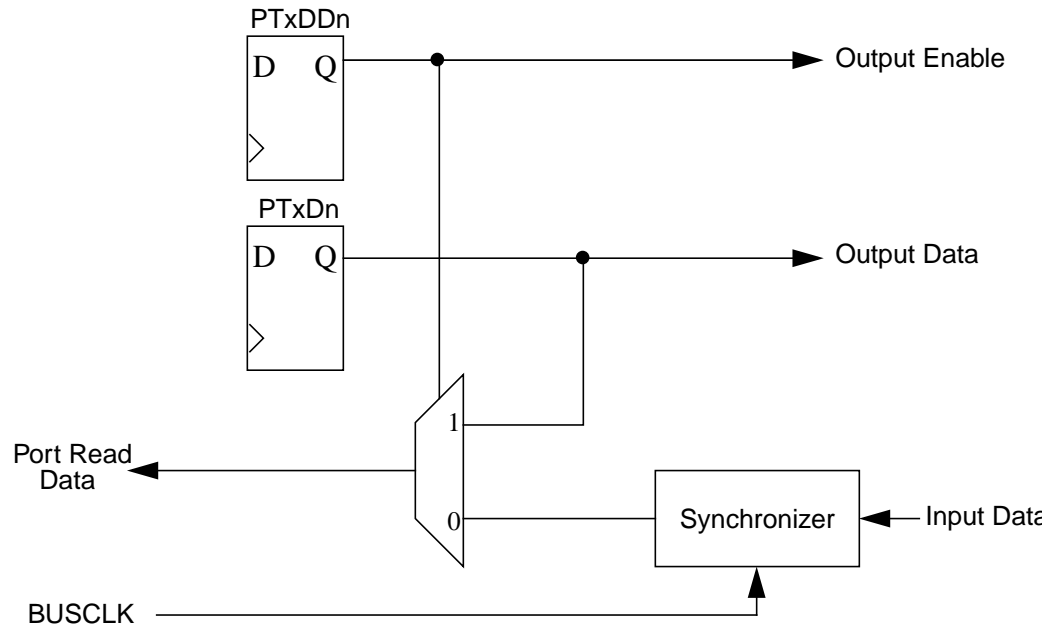 PTxDDn
D Q
Output Enable
PTxDn
D Q
Output Data
1
Port Read
Data
0
Synchronizer
Input Data
BUSCLK